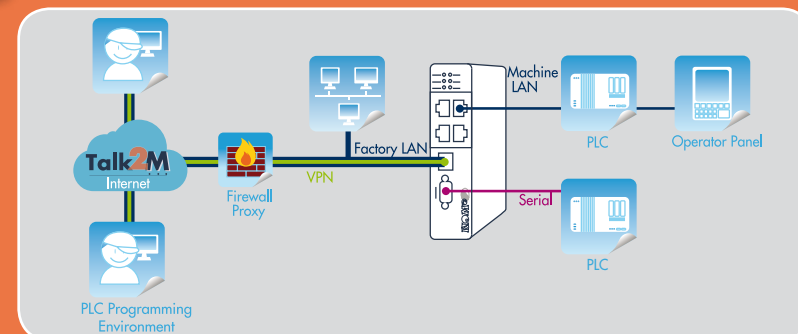 Talk2M
Internet
Firewall
Proxy
Factory LAN
VPN
Machine
LAN
Serial
PLC
Operator Panel
PLC
PLC Programming
Environment